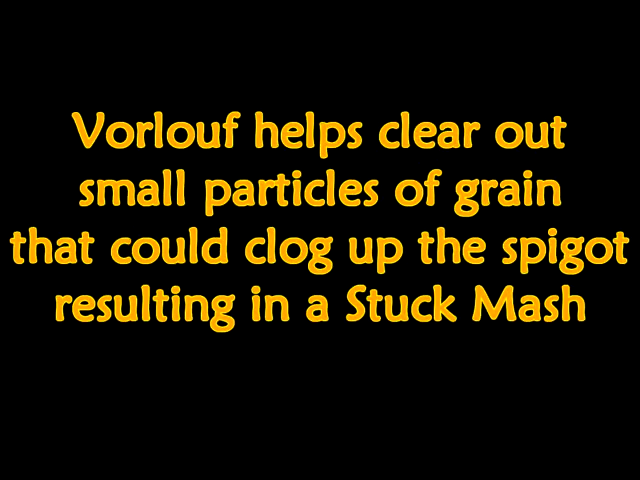 Vorlouf helps clear out
small particles of grain
that could clog up the spigot
resulting in a Stuck Mash